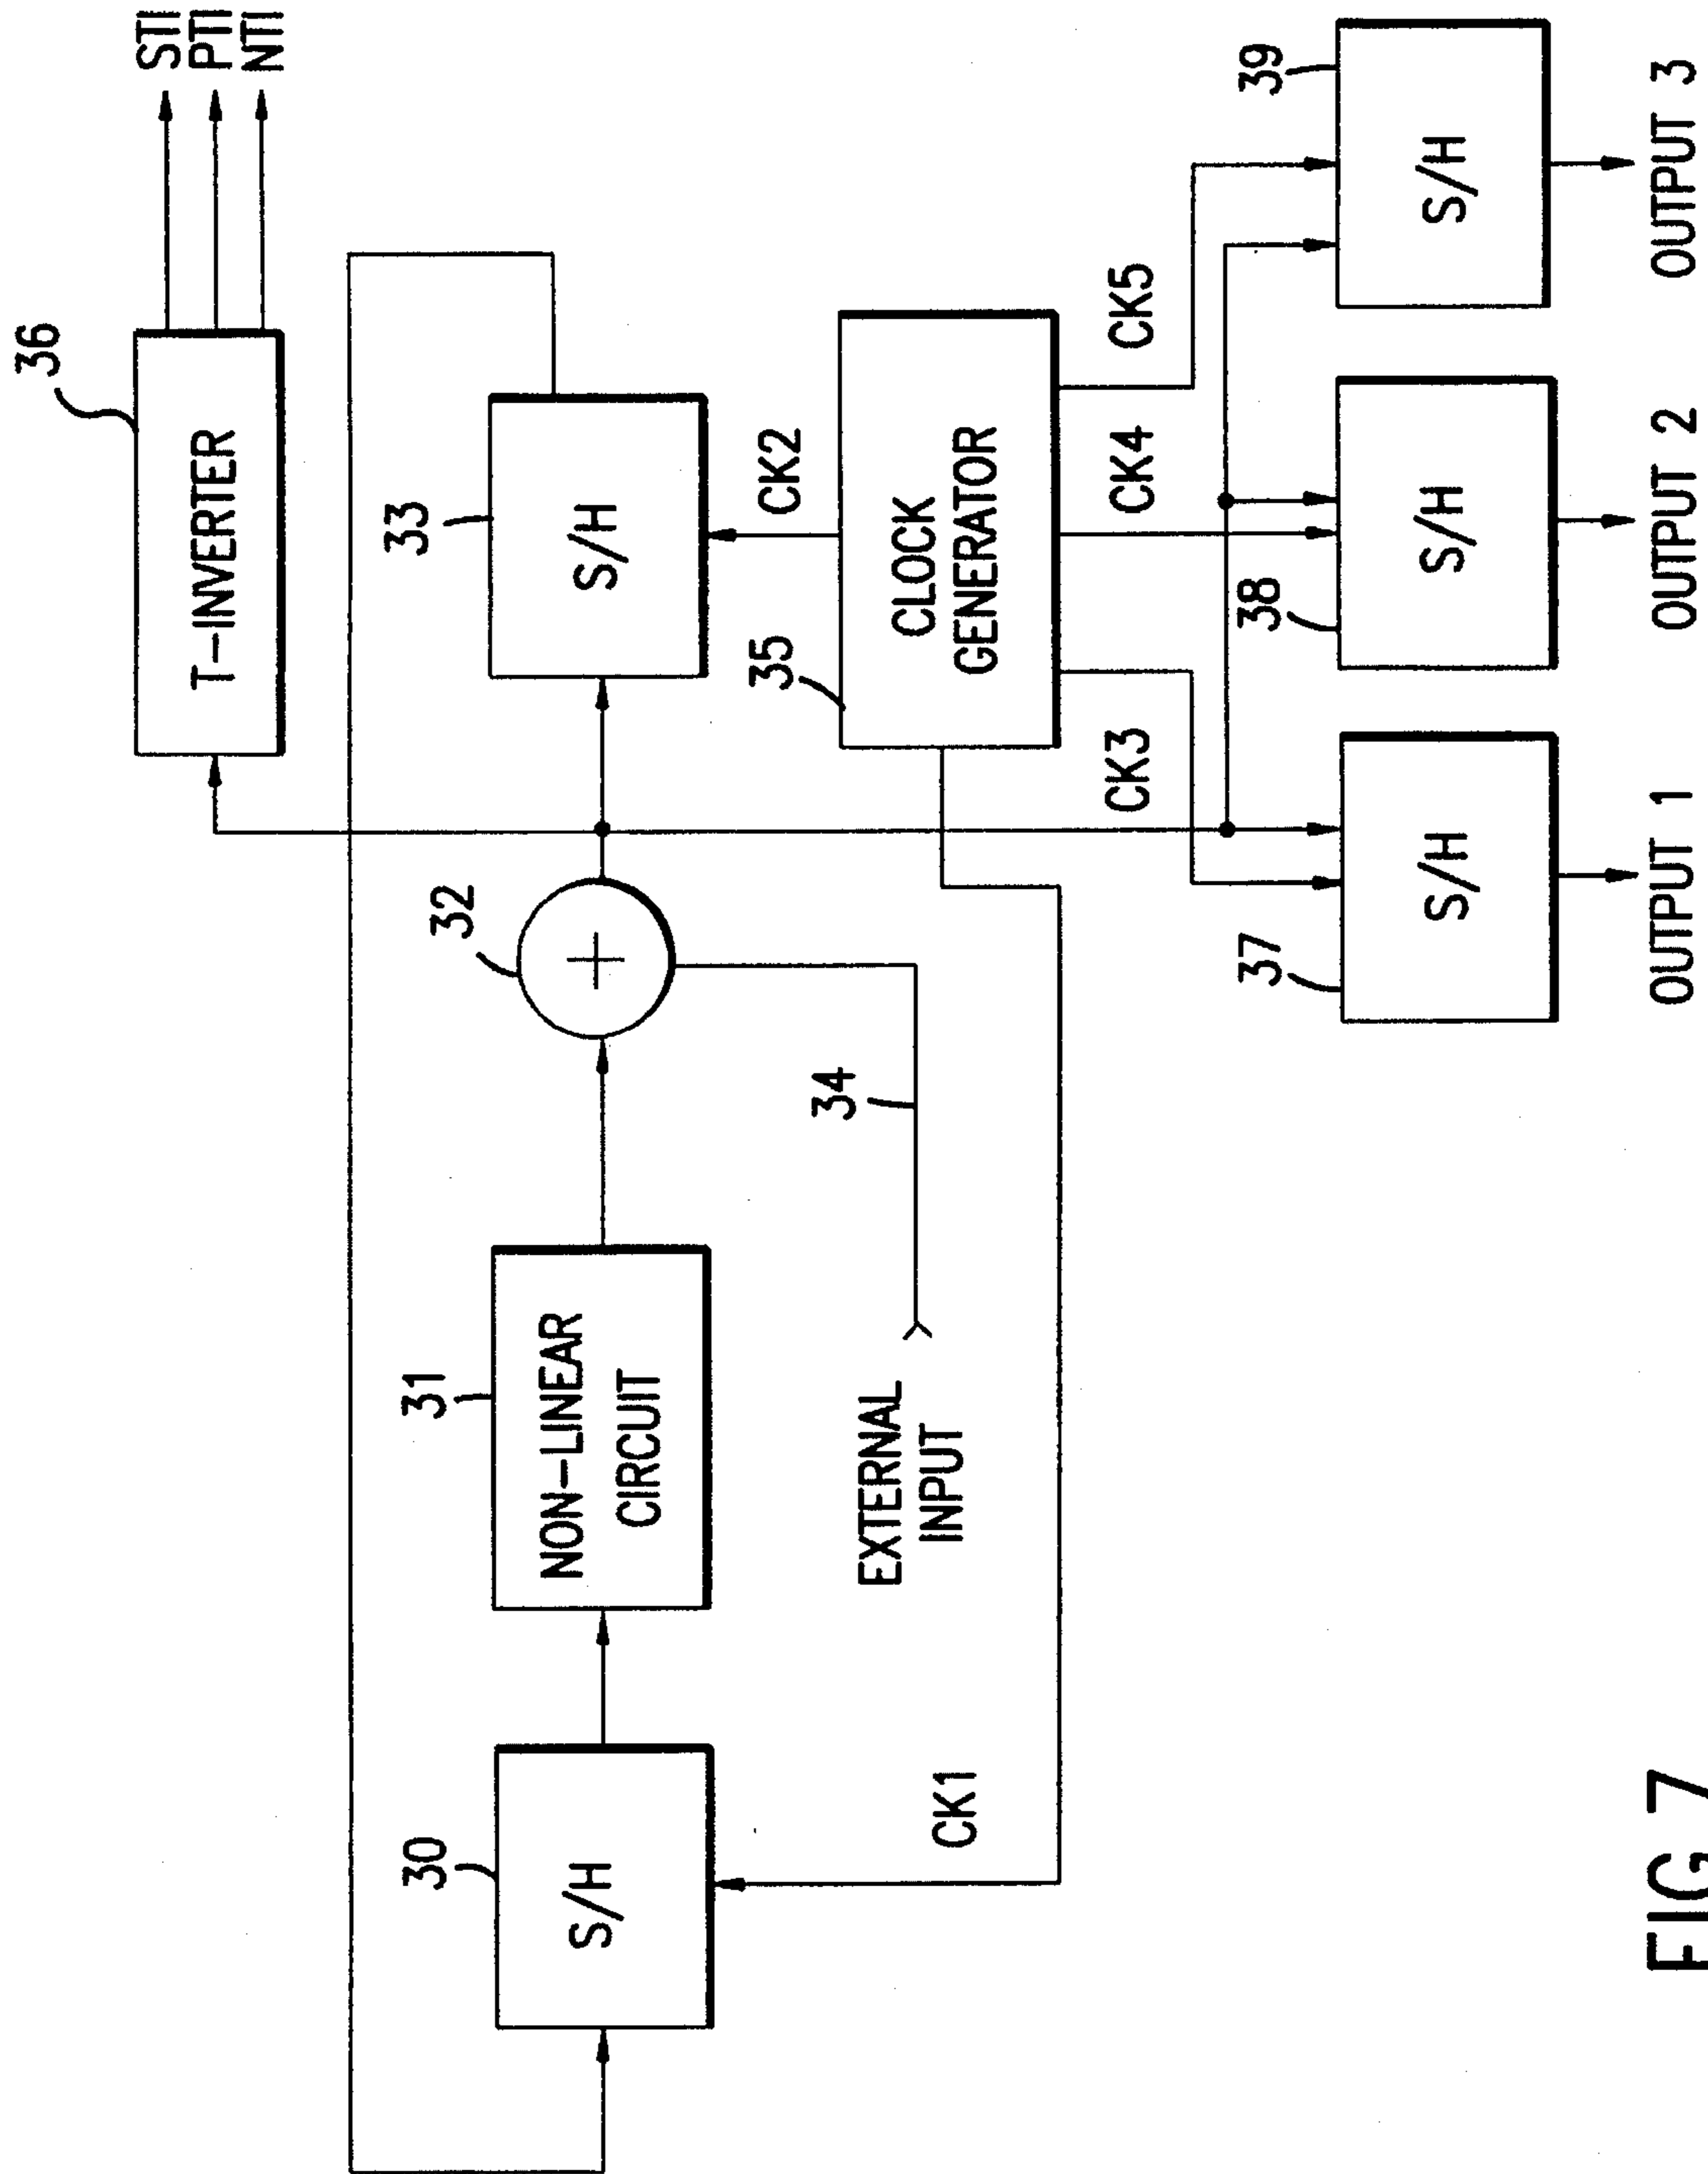 36
T-INVERTER
STI
PTI
NTI
30
S/H
31
NON-LINEAR
CIRCUIT
32
+
33
S/H
34
EXTERNAL
INPUT
CK1
CK2
35
CLOCK
GENERATOR
CK3
CK4
CK5
37
S/H
38
S/H
39
S/H
OUTPUT 1
OUTPUT 2
OUTPUT 3
FIG 7